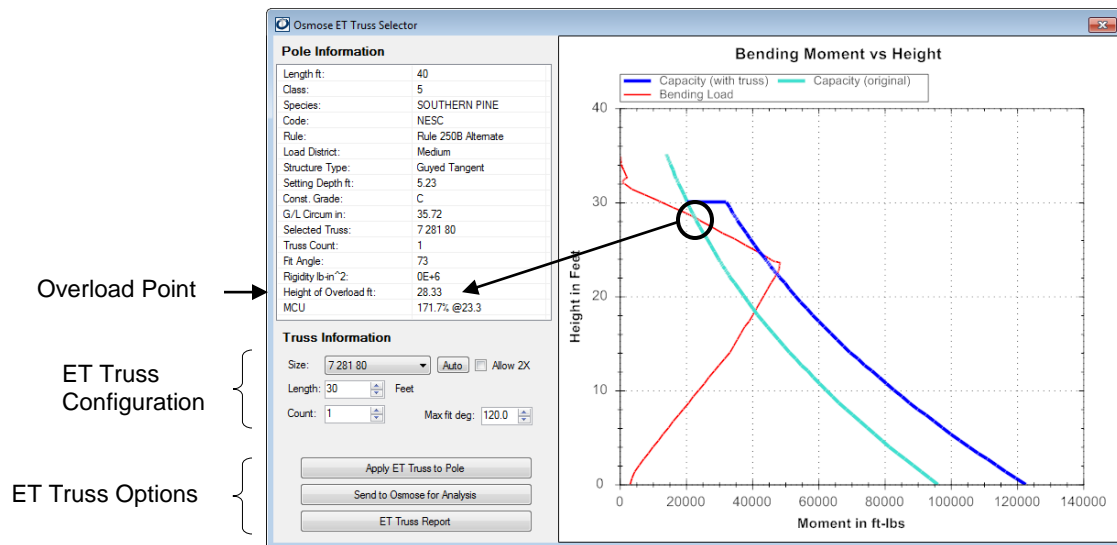 Osmose ET Truss Selector
Pole Information
Length ft: 40
Class: 5
Species: SOUTHERN PINE
Code: NESC
Rule: Rule 250B Alternate
Load District: Medium
Structure Type: Guyed Tangent
Setting Depth ft: 5.23
Const. Grade: C
G/L Circum in: 35.72
Selected Truss: 7 281 80
Truss Count: 1
Fit Angle: 73
Rigidity lb-in^2: 0E+6
Height of Overload ft: 28.33
MCU 171.7% @23.3
Overload Point
Truss Information
Size: 7 281 80 Auto Allow 2X
Length: 30 Feet
Count: 1 Max fit deg: 120.0
ET Truss
Configuration
Apply ET Truss to Pole
Send to Osmose for Analysis
ET Truss Report
ET Truss Options
Bending Moment vs Height
Capacity (with truss) Capacity (original)
Bending Load
Height in Feet
40
30
20
10
0
0 20000 40000 60000 80000 100000 120000 140000
Moment in ft-lbs